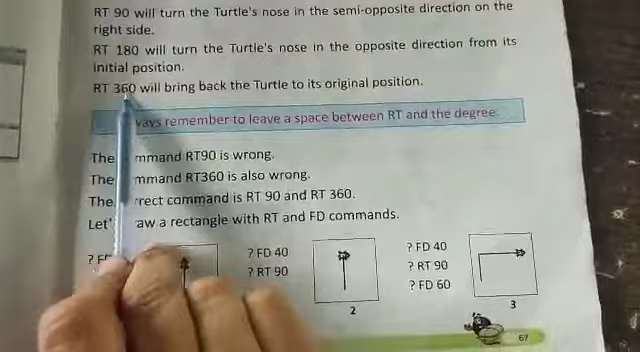 RT 90 will turn the Turtle's nose in the semi-opposite direction on the
right side.
RT 180 will turn the Turtle's nose in the opposite direction from its
initial position.
RT 360 will bring back the Turtle to its original position.
remember to leave a space between RT and the degree.
The mmand RT90 is wrong.
The mmand RT360 is also wrong.
The rrect command is RT 90 and RT 360.
Let' aw a rectangle with RT and FD commands.
? F
? FD 40
? RT 90
2
? FD 40
? RT 90
? FD 60
3
67